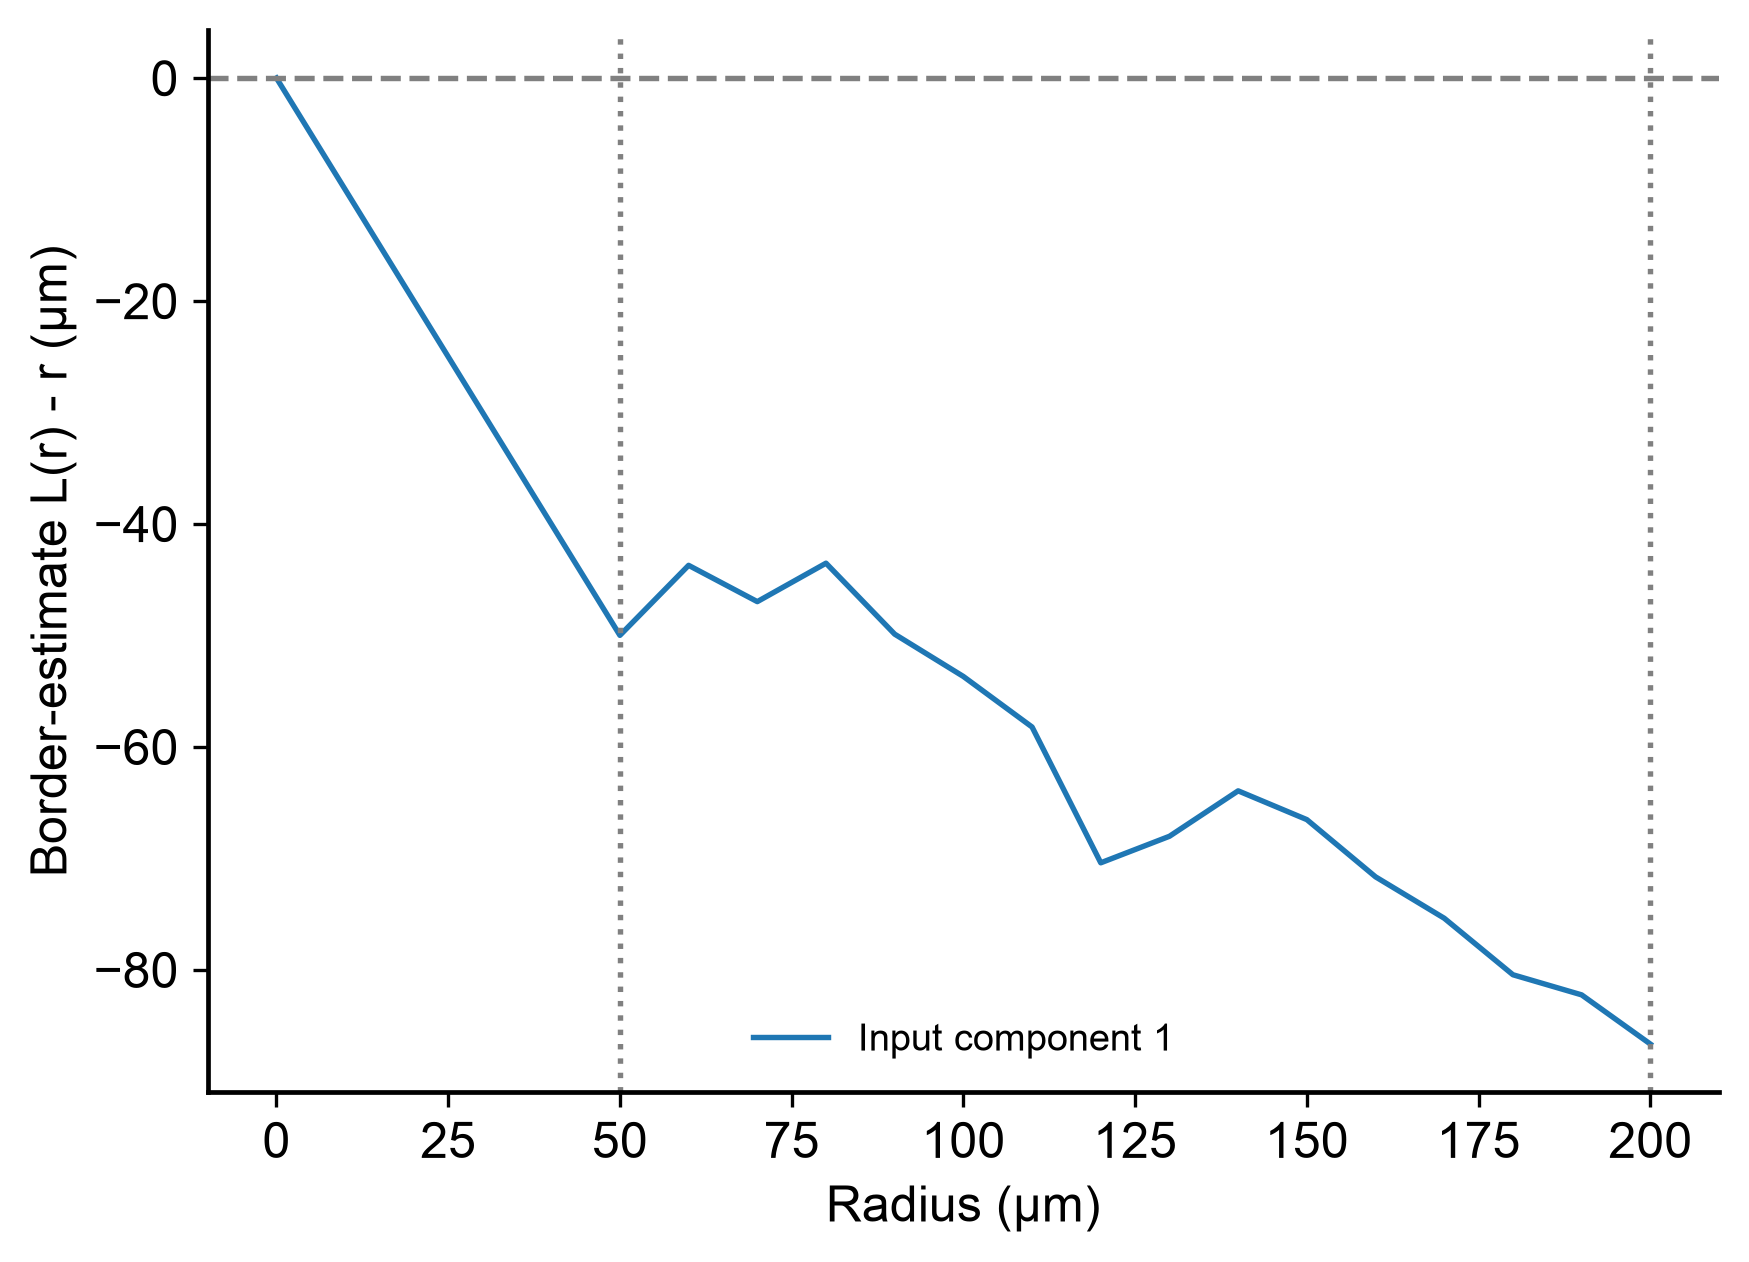 Border-estimate L(r) - r (µm)
0
−20
−40
−60
−80
Input component 1
0 25 50 75 100 125 150 175 200
Radius (µm)